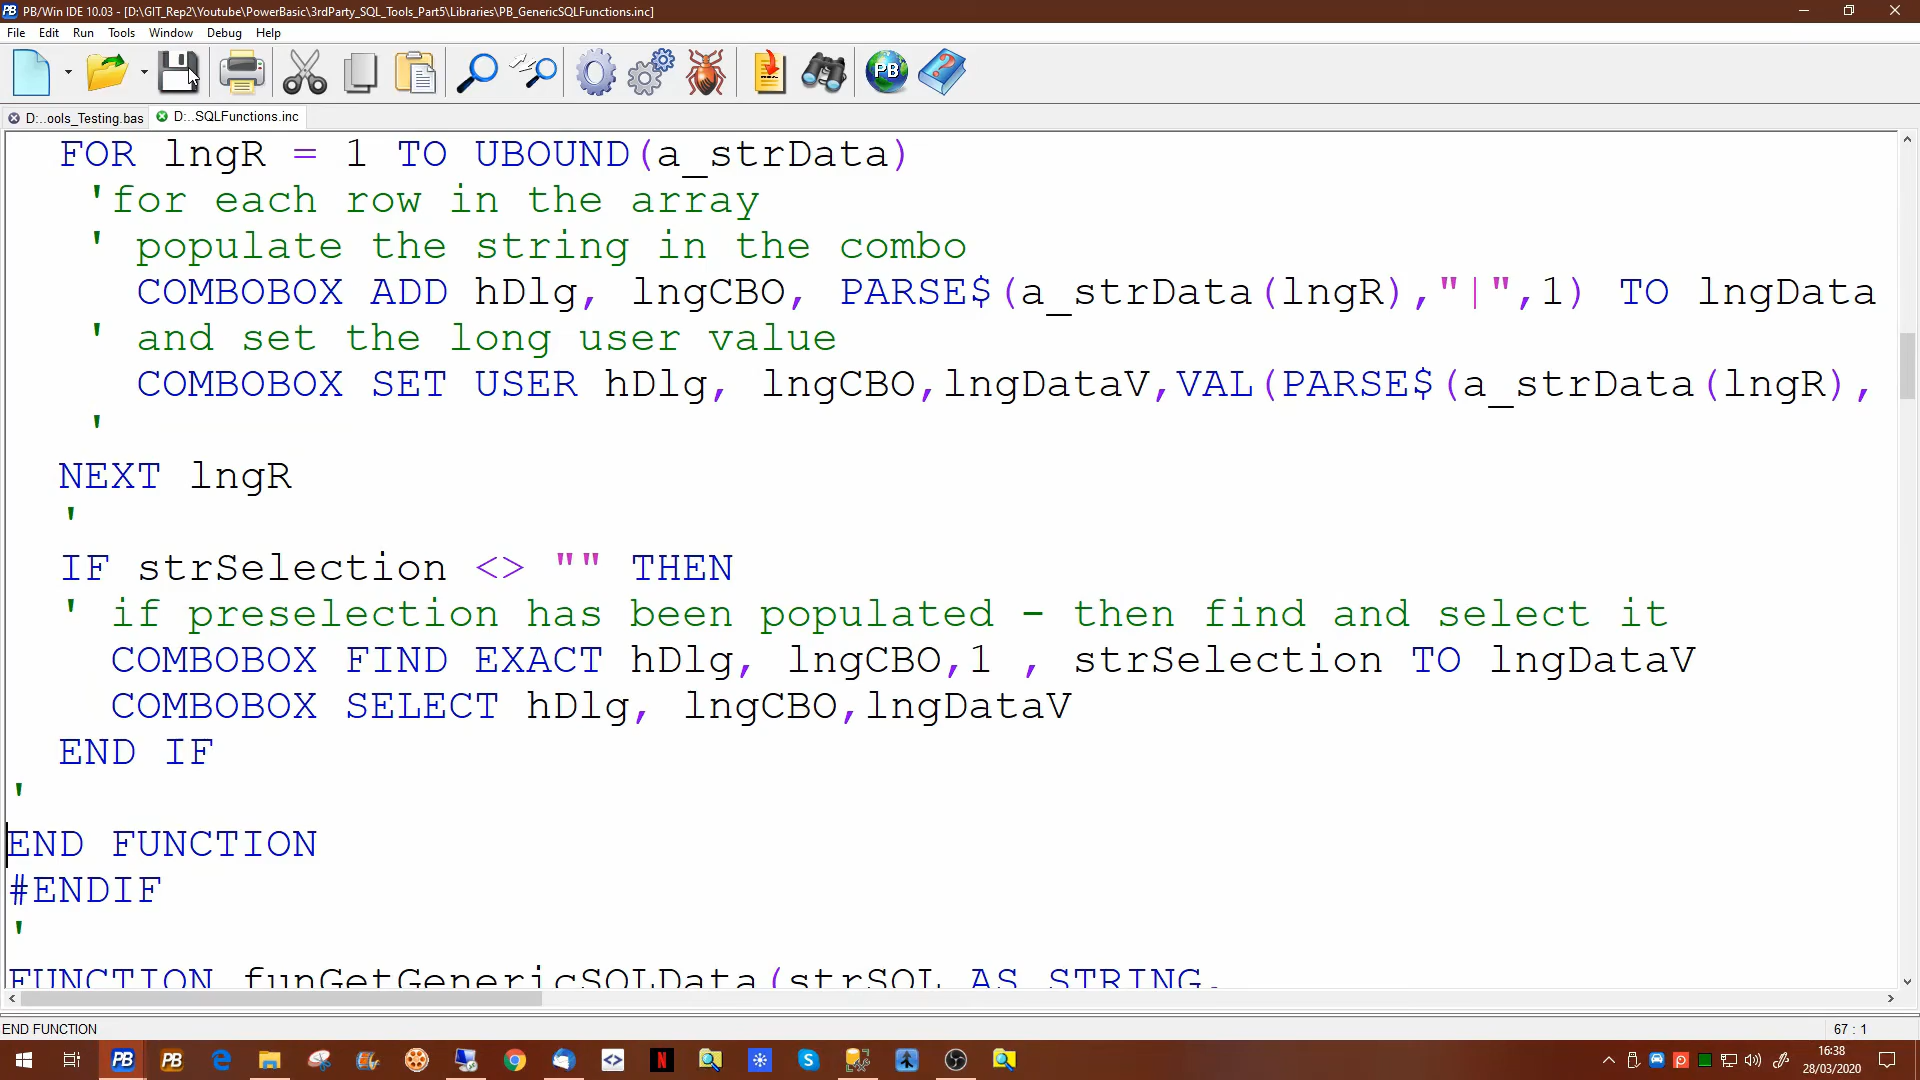 PB/Win IDE 10.03 - [D:\GIT_Rep2\Youtube\PowerBasic\3rdParty_SQL_Tools_Part5\Libraries\PB_GenericSQLFunctions.inc]
File Edit Run Tools Window Debug Help
D:..ools_Testing.bas D:..SQLFunctions.inc
FOR lngR = 1 TO UBOUND(a_strData)
'for each row in the array
' populate the string in the combo
COMBOBOX ADD hDlg, lngCBO, PARSE$(a_strData(lngR),"|",1) TO lngData
' and set the long user value
COMBOBOX SET USER hDlg, lngCBO,lngDataV,VAL(PARSE$(a_strData(lngR),
'
NEXT lngR
'
IF strSelection <> "" THEN
' if preselection has been populated - then find and select it
COMBOBOX FIND EXACT hDlg, lngCBO,1 , strSelection TO lngDataV
COMBOBOX SELECT hDlg, lngCBO,lngDataV
END IF
'
END FUNCTION
#ENDIF
'
FUNCTION funGetGenericSQLData(strSQL AS STRING,
END FUNCTION
67 : 1
16:38
28/03/2020